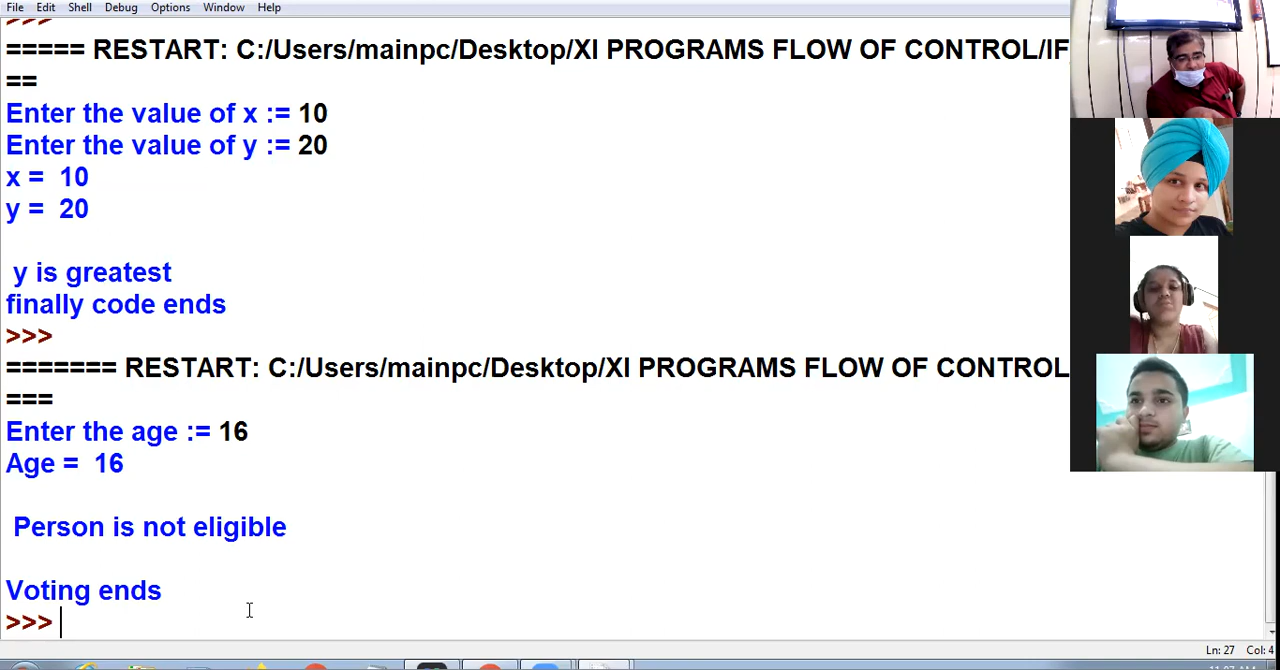 File Edit Shell Debug Options Window Help
>>>
===== RESTART: C:/Users/mainpc/Desktop/XI PROGRAMS FLOW OF CONTROL/IF
==
Enter the value of x := 10
Enter the value of y := 20
x =  10
y =  20
y is greatest
finally code ends
>>>
======= RESTART: C:/Users/mainpc/Desktop/XI PROGRAMS FLOW OF CONTROL
===
Enter the age := 16
Age =  16
Person is not eligible
Voting ends
>>>
Ln: 27 Col: 4